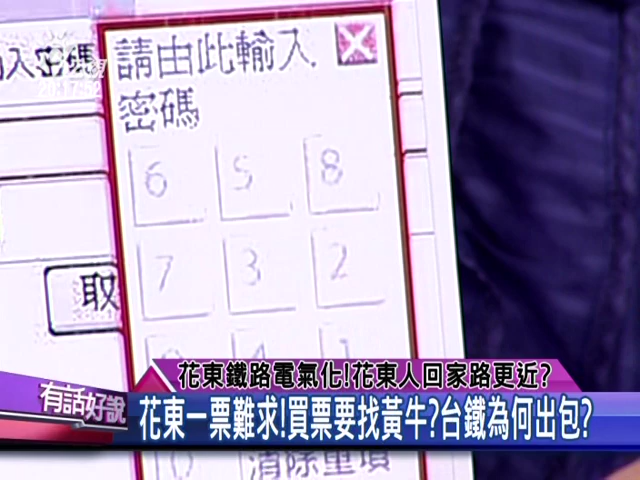 請由此輸入
密碼
入密碼
公視
6 5 8
7 3 2
取
清除重填
花東鐵路電氣化!花東人回家路更近?
有話好說
花東一票難求!買票要找黃牛?台鐵為何出包?